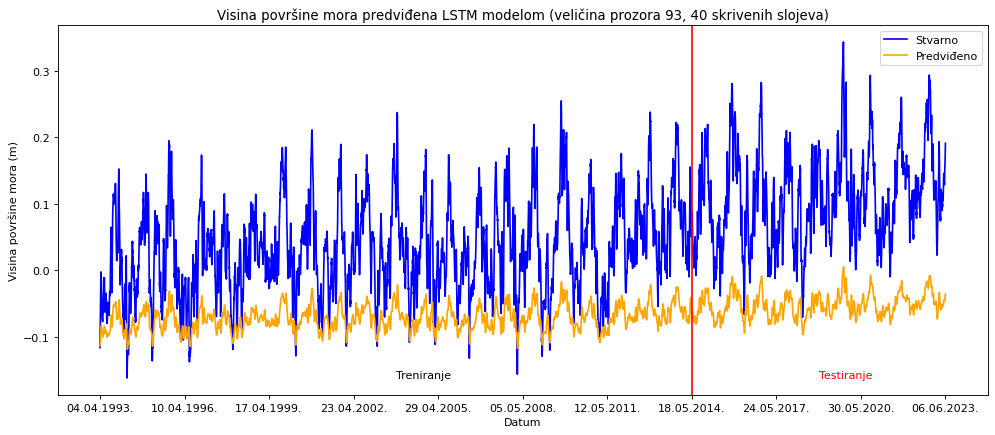 Visina površine mora predviđena LSTM modelom (veličina prozora 93, 40 skrivenih slojeva)
Stvarno
Predviđeno
Visina površine mora (m)
0.3
0.2
0.1
0.0
−0.1
Treniranje
Testiranje
04.04.1993. 10.04.1996. 17.04.1999. 23.04.2002. 29.04.2005. 05.05.2008. 12.05.2011. 18.05.2014. 24.05.2017. 30.05.2020. 06.06.2023.
Datum